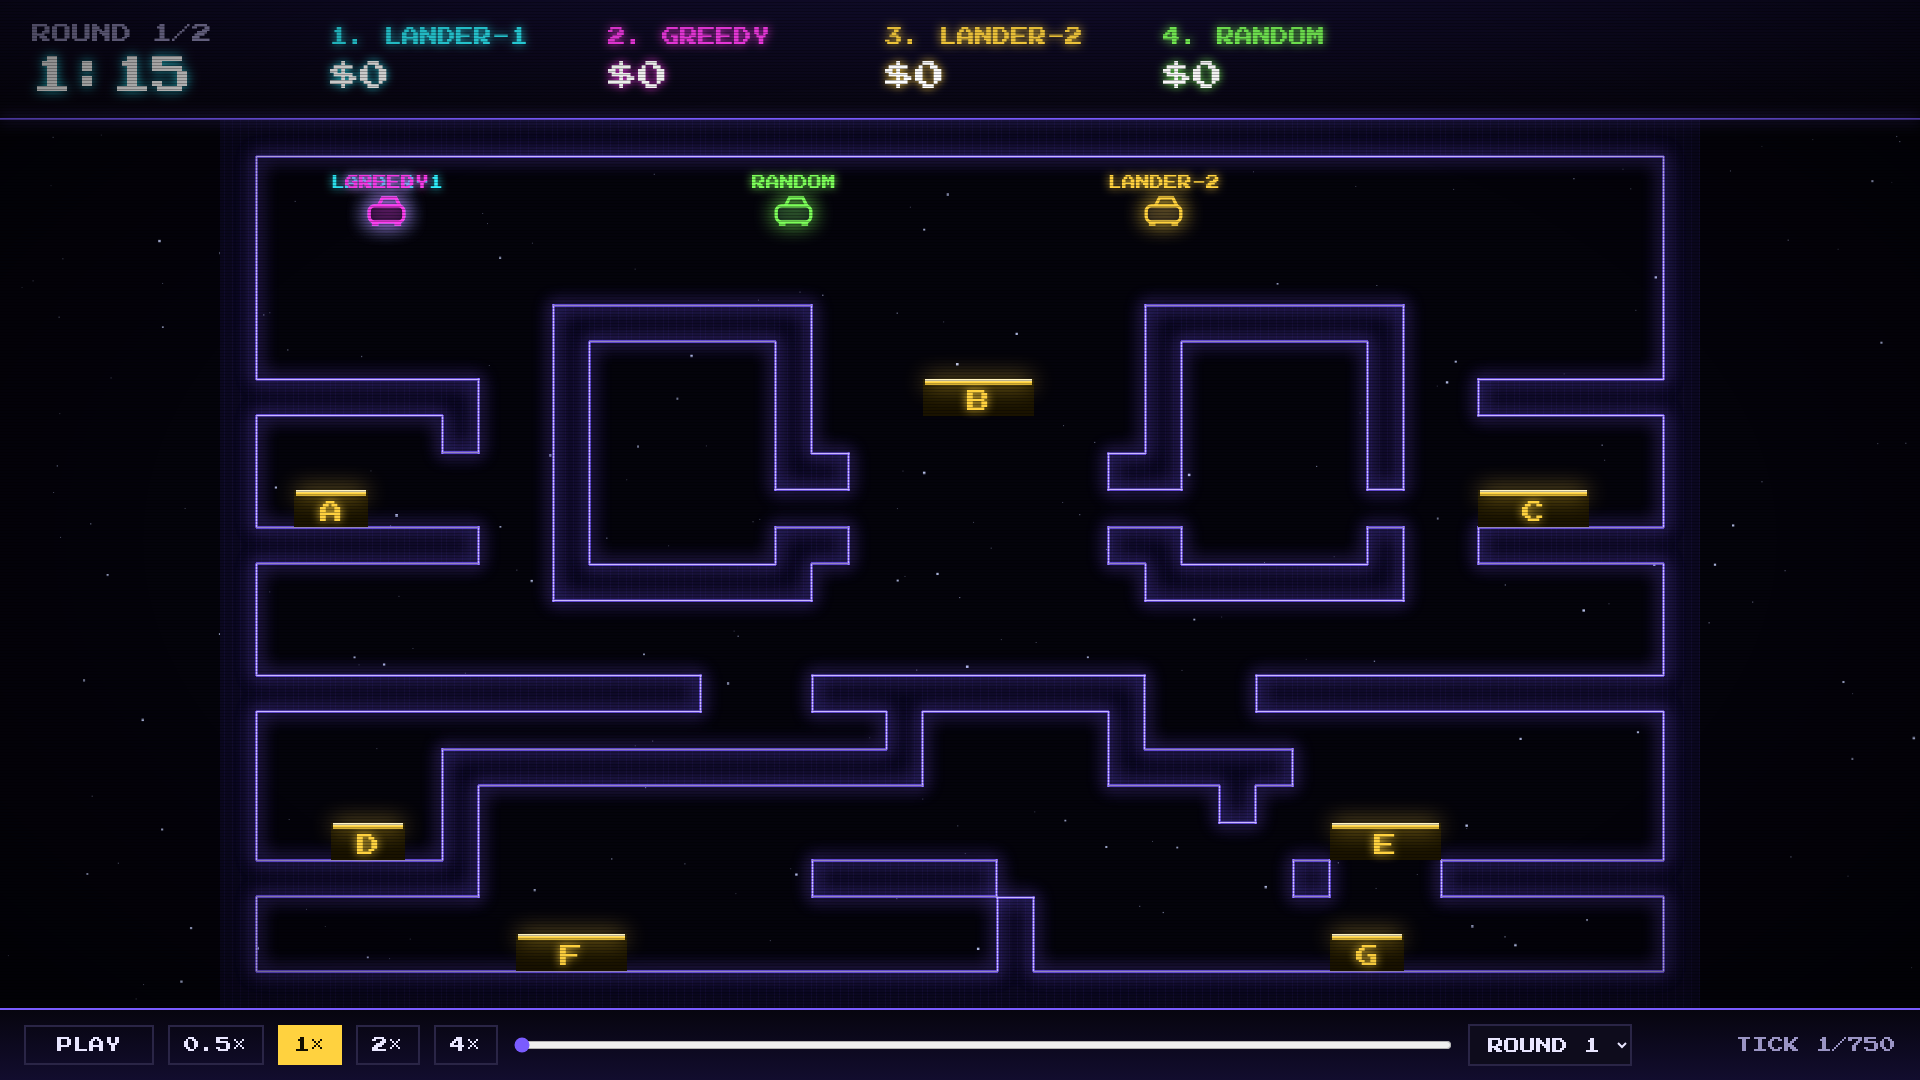 ROUND 1/2
1:15
1. LANDER-1
$0
2. GREEDY
$0
3. LANDER-2
$0
4. RANDOM
$0
RANDOM
LANDER-2
B
A
C
D
E
F
G
PLAY
0.5×
1×
2×
4×
ROUND 1
TICK 1/750